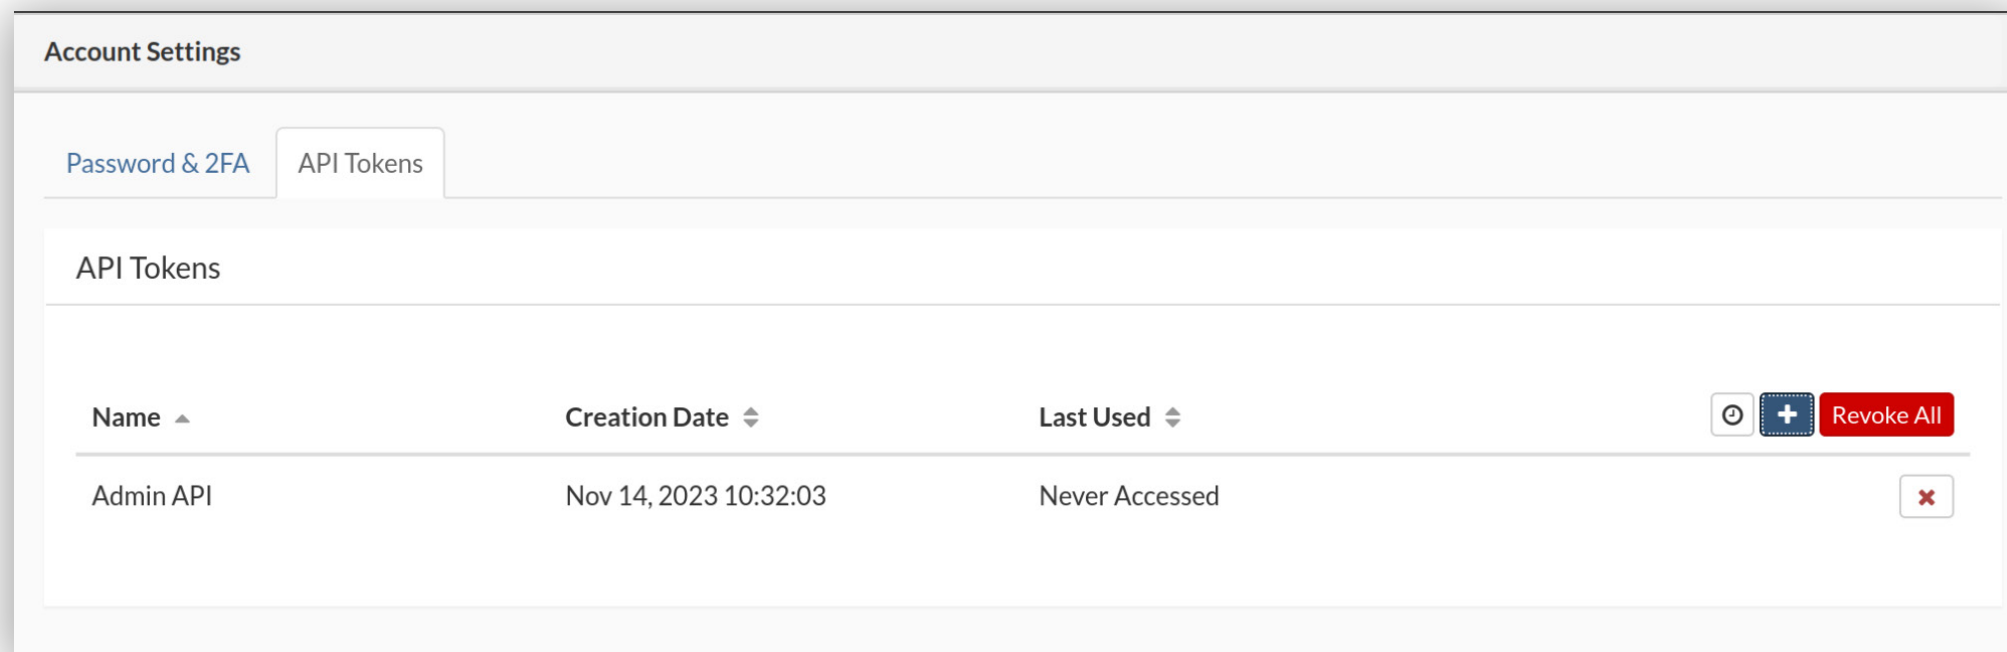 Account Settings
Password & 2FA API Tokens
API Tokens
Name Creation Date Last Used Revoke All
Admin API Nov 14, 2023 10:32:03 Never Accessed